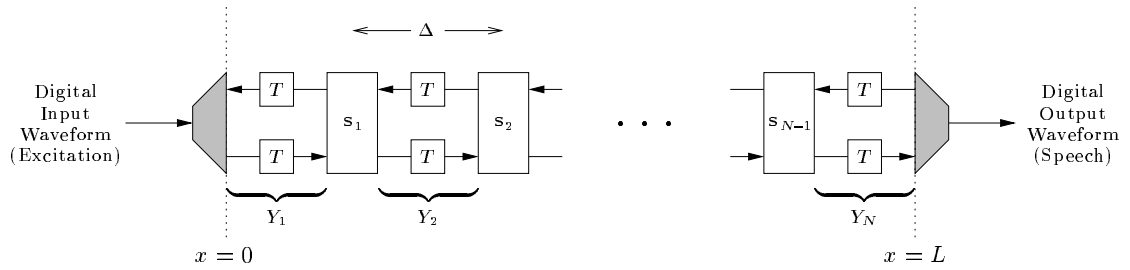 Δ
Digital
Input
Waveform
(Excitation)
T
T
s1
T
T
s2
. . .
sN-1
T
T
Digital
Output
Waveform
(Speech)
Y1
Y2
YN
x = 0
x = L